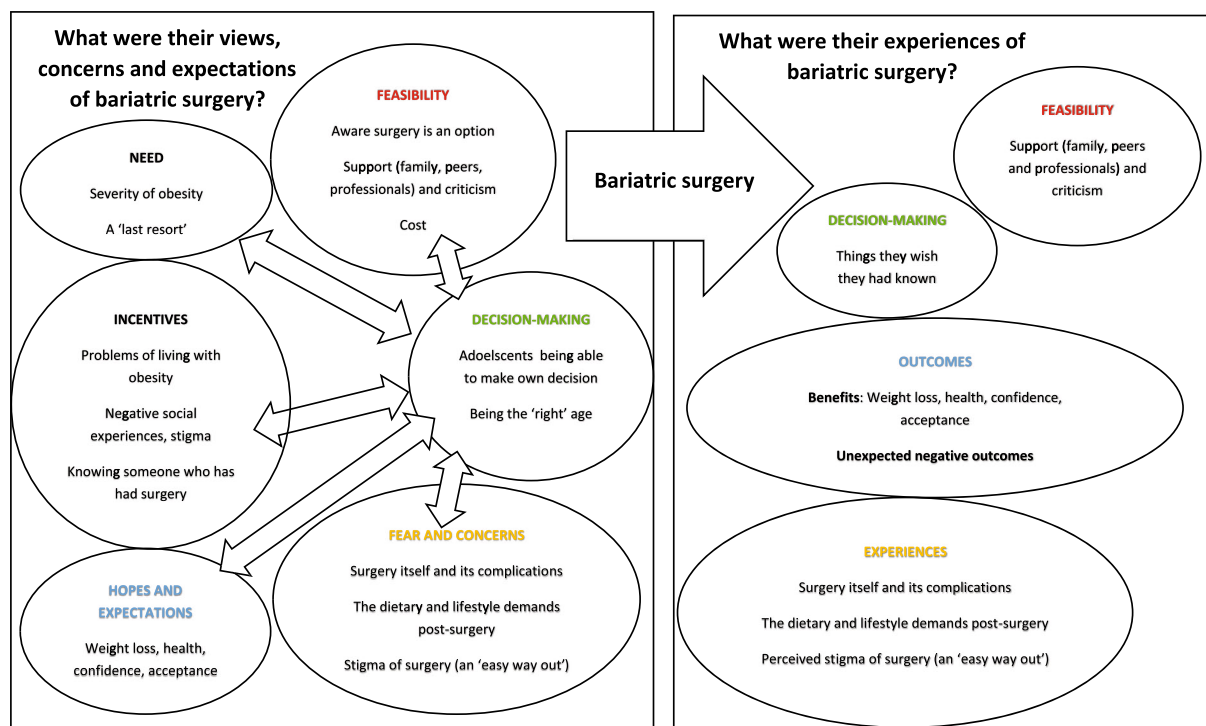 What were their views,
concerns and expectations
of bariatric surgery?
FEASIBILITY
Aware surgery is an option
Support (family, peers,
professionals) and criticism
Cost
NEED
Severity of obesity
A ‘last resort’
INCENTIVES
Problems of living with
obesity
Negative social
experiences, stigma
Knowing someone who has
had surgery
DECISION-MAKING
Adoelscents being able
to make own decision
Being the ‘right’ age
HOPES AND
EXPECTATIONS
Weight loss, health,
confidence, acceptance
FEAR AND CONCERNS
Surgery itself and its complications
The dietary and lifestyle demands
post-surgery
Stigma of surgery (an ‘easy way out’)
Bariatric surgery
What were their experiences of
bariatric surgery?
FEASIBILITY
Support (family, peers
and professionals) and
criticism
DECISION-MAKING
Things they wish
they had known
OUTCOMES
Benefits: Weight loss, health, confidence,
acceptance
Unexpected negative outcomes
EXPERIENCES
Surgery itself and its complications
The dietary and lifestyle demands post-surgery
Perceived stigma of surgery (an ‘easy way out’)